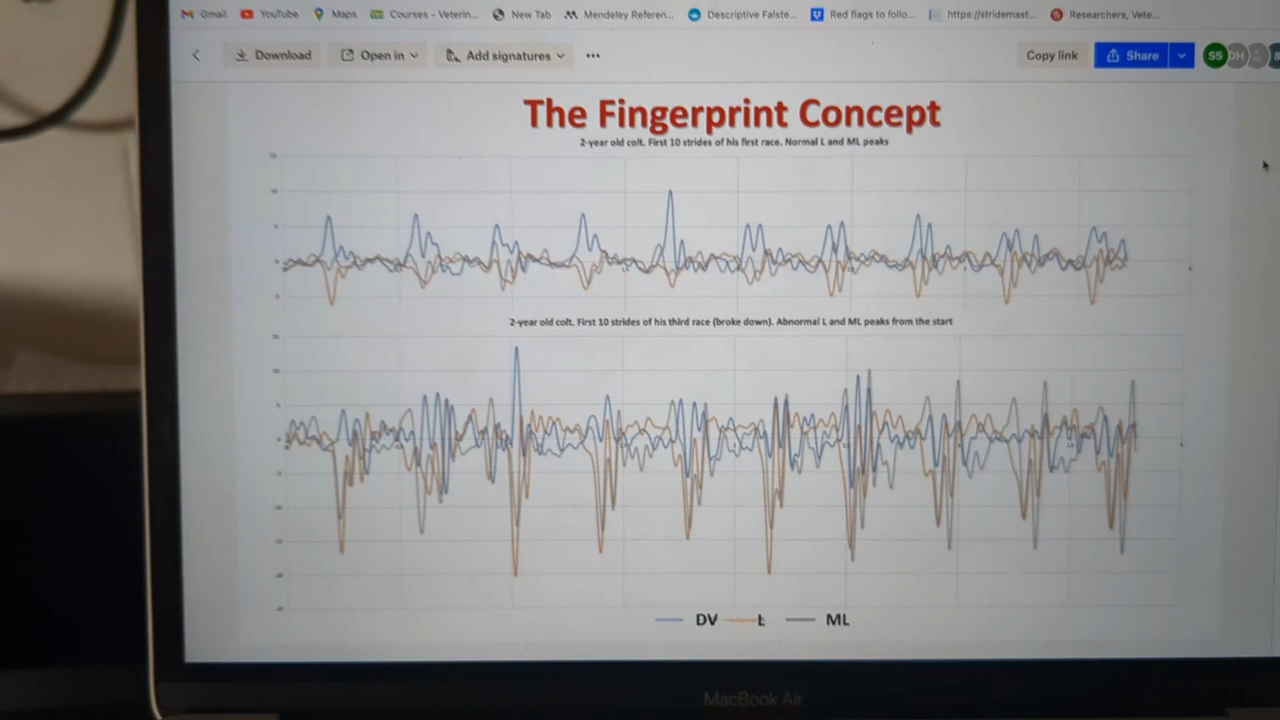 Gmail YouTube Maps Courses - Veterin... New Tab Mendeley Referen... Descriptive Falste... Red flags to follo... https://stridemast... Researchers, Vete...
Download Open in Add signatures ••• Copy link Share SS DH
The Fingerprint Concept
2-year old colt. First 10 strides of his first race. Normal L and ML peaks
2-year old colt. First 10 strides of his third race (broke down). Abnormal L and ML peaks from the start
DV L ML
MacBook Air